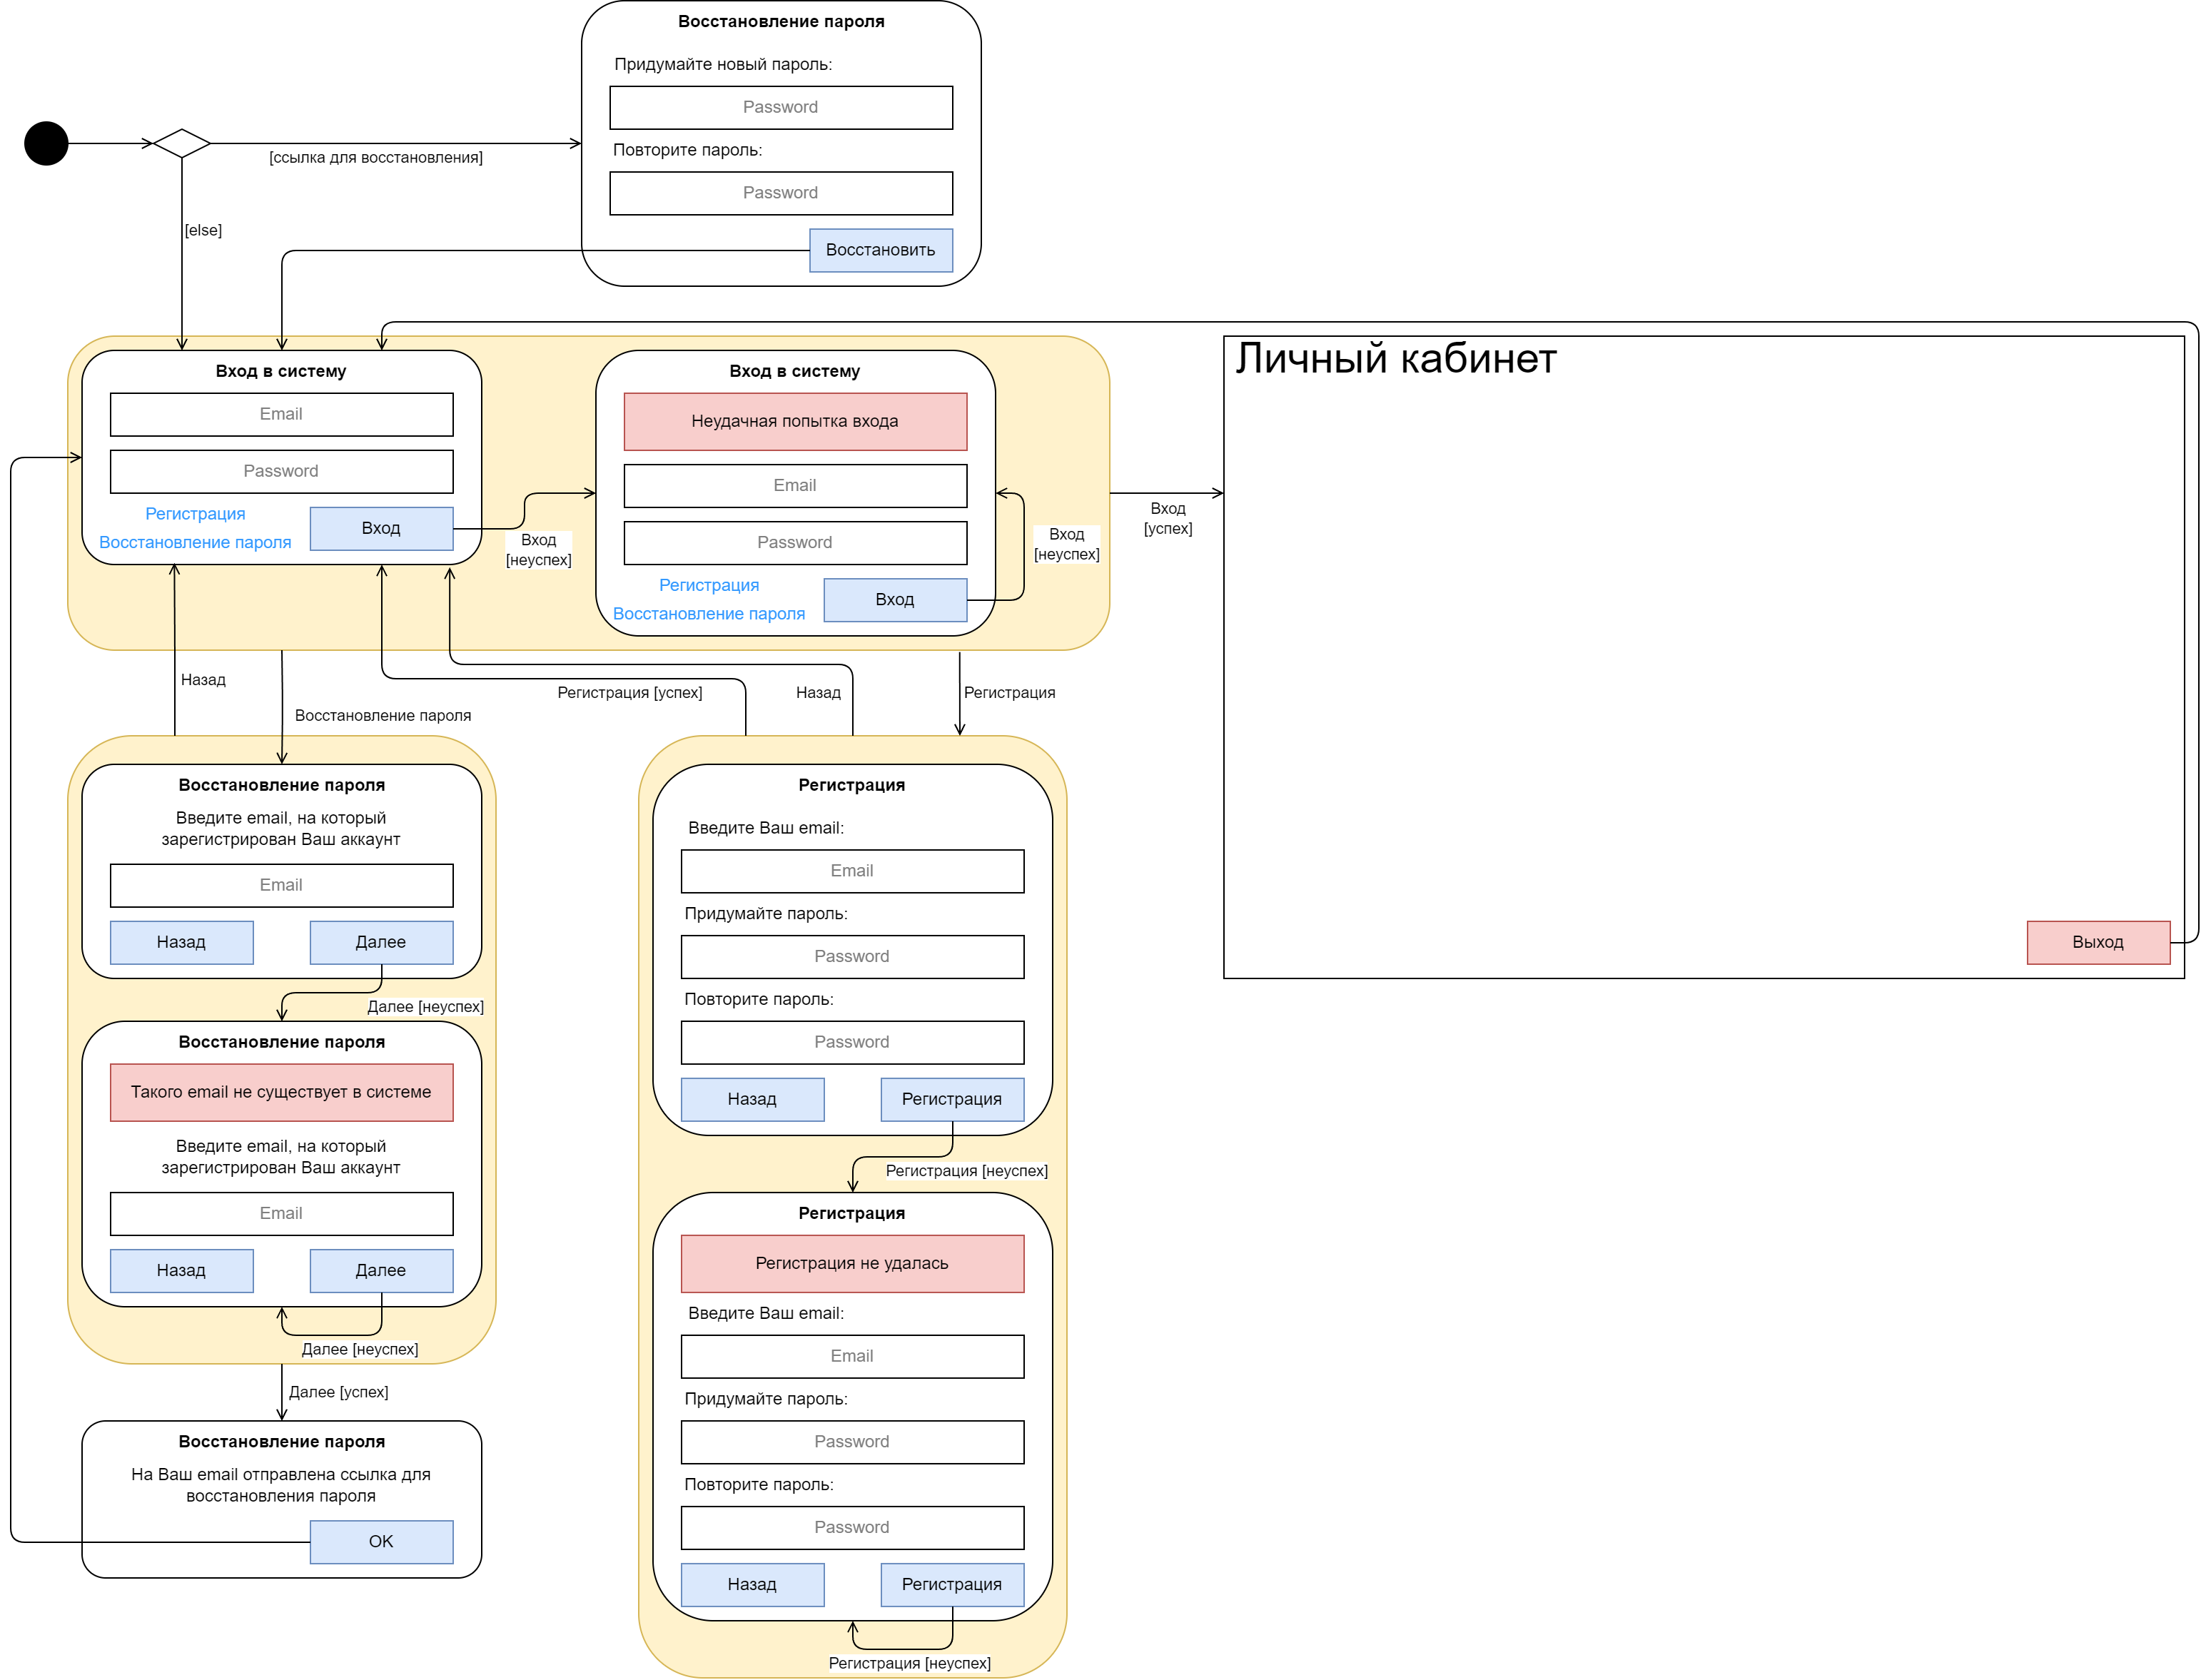 Восстановление пароля
Придумайте новый пароль:
Password
Повторите пароль:
Password
Восстановить
[ссылка для восстановления]
[else]
Вход в систему
Email
Password
Регистрация
Восстановление пароля
Вход
Вход
[неуспех]
Вход в систему
Неудачная попытка входа
Email
Password
Регистрация
Восстановление пароля
Вход
Вход
[неуспех]
Вход
[успех]
Личный кабинет
Выход
Назад
Восстановление пароля
Регистрация [успех]
Назад
Регистрация
Восстановление пароля
Введите email, на который
зарегистрирован Ваш аккаунт
Email
Назад
Далее
Далее [неуспех]
Восстановление пароля
Такого email не существует в системе
Введите email, на который
зарегистрирован Ваш аккаунт
Email
Назад
Далее
Далее [неуспех]
Далее [успех]
Восстановление пароля
На Ваш email отправлена ссылка для
восстановления пароля
OK
Регистрация
Введите Ваш email:
Email
Придумайте пароль:
Password
Повторите пароль:
Password
Назад
Регистрация
Регистрация [неуспех]
Регистрация
Регистрация не удалась
Введите Ваш email:
Email
Придумайте пароль:
Password
Повторите пароль:
Password
Назад
Регистрация
Регистрация [неуспех]